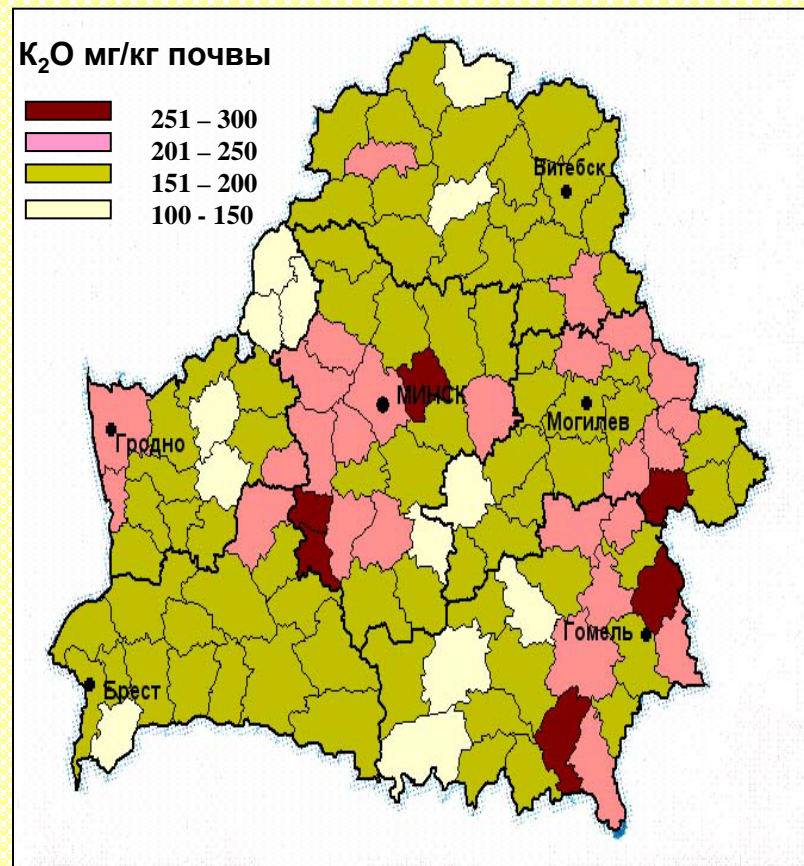 K₂O мг/кг почвы
251 – 300
201 – 250
151 – 200
100 - 150
Витебск
МИНСК
Могилев
Гродно
Гомель
Брест